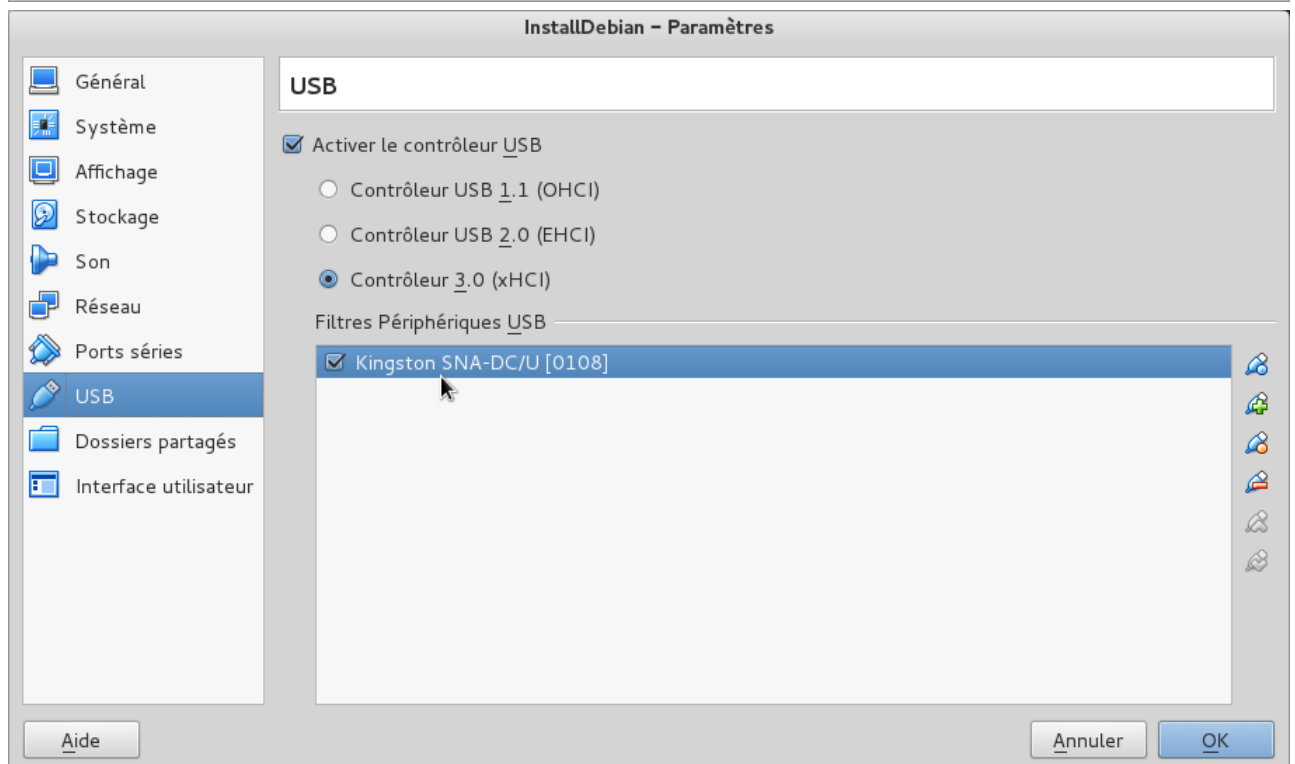 InstallDebian – Paramètres
Général
Système
Affichage
Stockage
Son
Réseau
Ports séries
USB
Dossiers partagés
Interface utilisateur
USB
Activer le contrôleur USB
Contrôleur USB 1.1 (OHCI)
Contrôleur USB 2.0 (EHCI)
Contrôleur 3.0 (xHCI)
Filtres Périphériques USB
Kingston SNA-DC/U [0108]
Aide
Annuler
OK